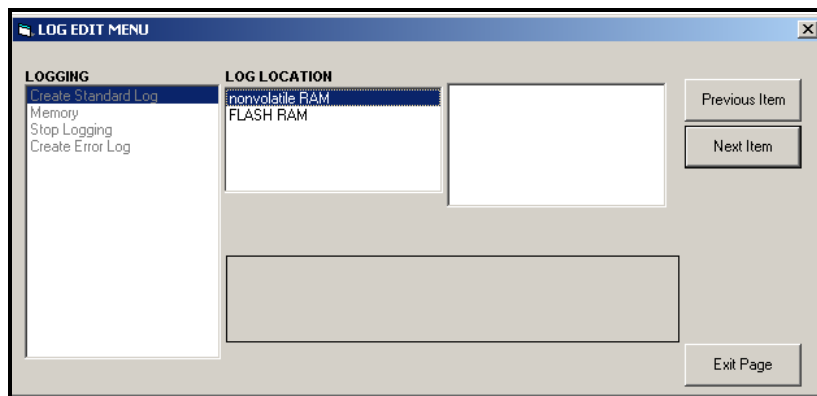 LOG EDIT MENU
LOGGING
Create Standard Log
Memory
Stop Logging
Create Error Log
LOG LOCATION
nonvolatile RAM
FLASH RAM
Previous Item
Next Item
Exit Page